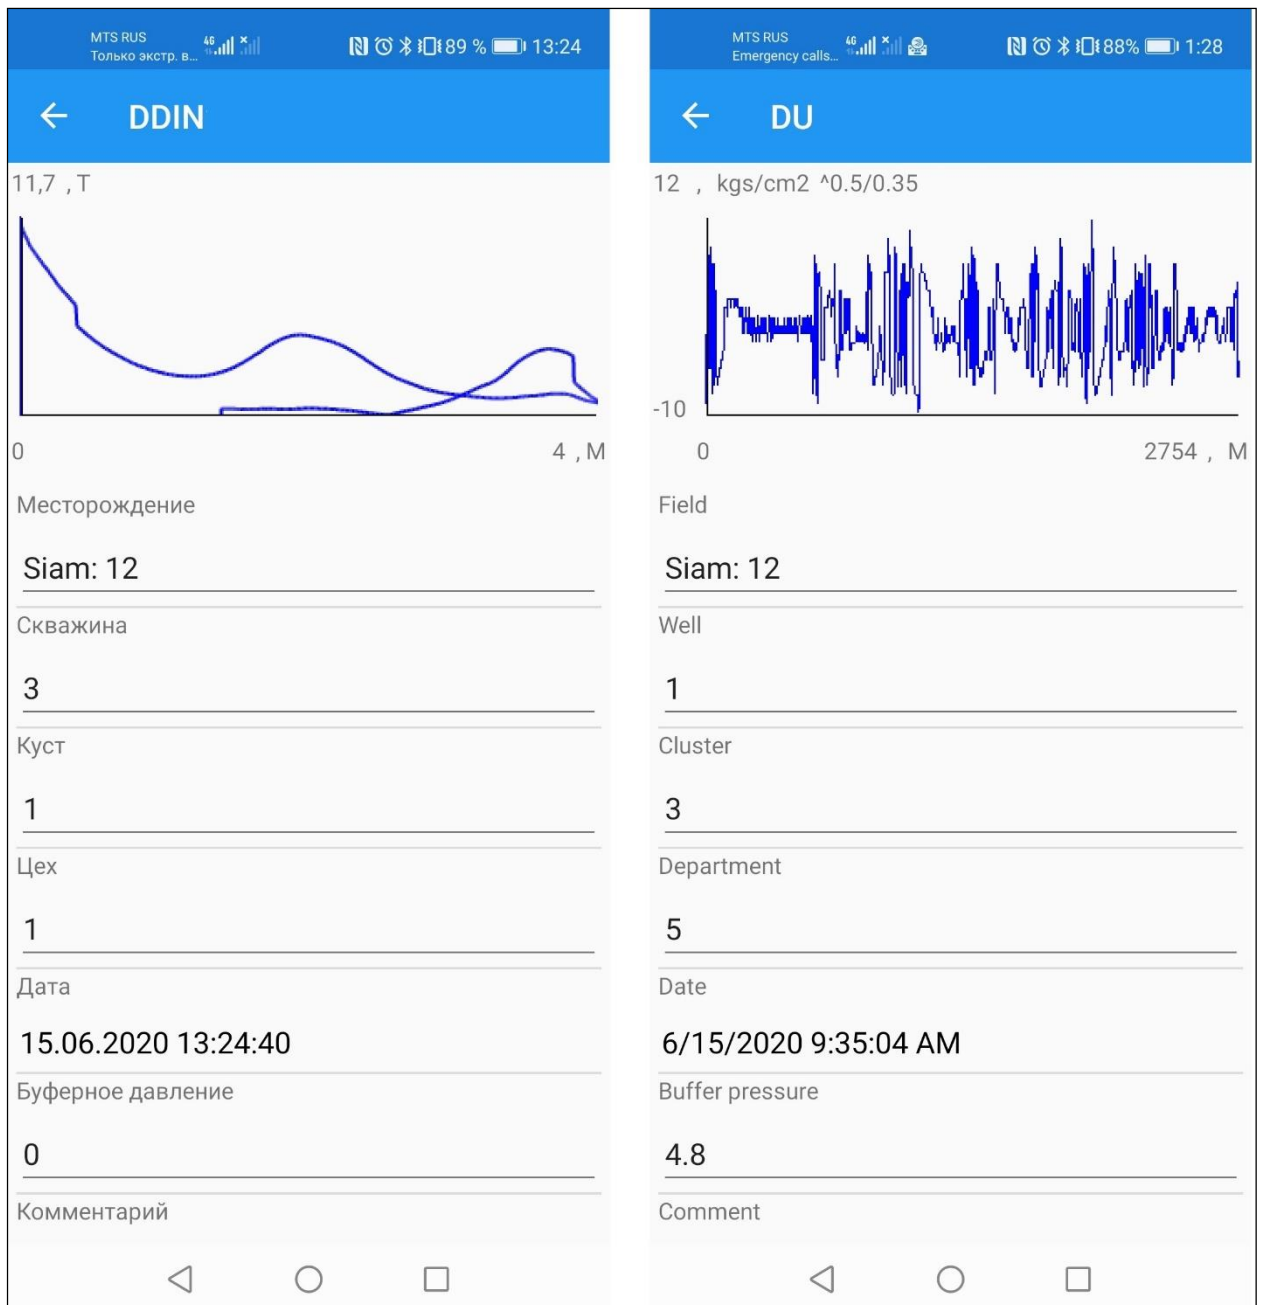 MTS RUS
Только экстр. в...
4G
89 % 13:24
DDIN
11,7 , T
0
4 , M
Месторождение
Siam: 12
Скважина
3
Куст
1
Цех
1
Дата
15.06.2020 13:24:40
Буферное давление
0
Комментарий
MTS RUS
Emergency calls...
4G
88% 1:28
DU
12 , kgs/cm2 ^0.5/0.35
-10
0
2754 , M
Field
Siam: 12
Well
1
Cluster
3
Department
5
Date
6/15/2020 9:35:04 AM
Buffer pressure
4.8
Comment